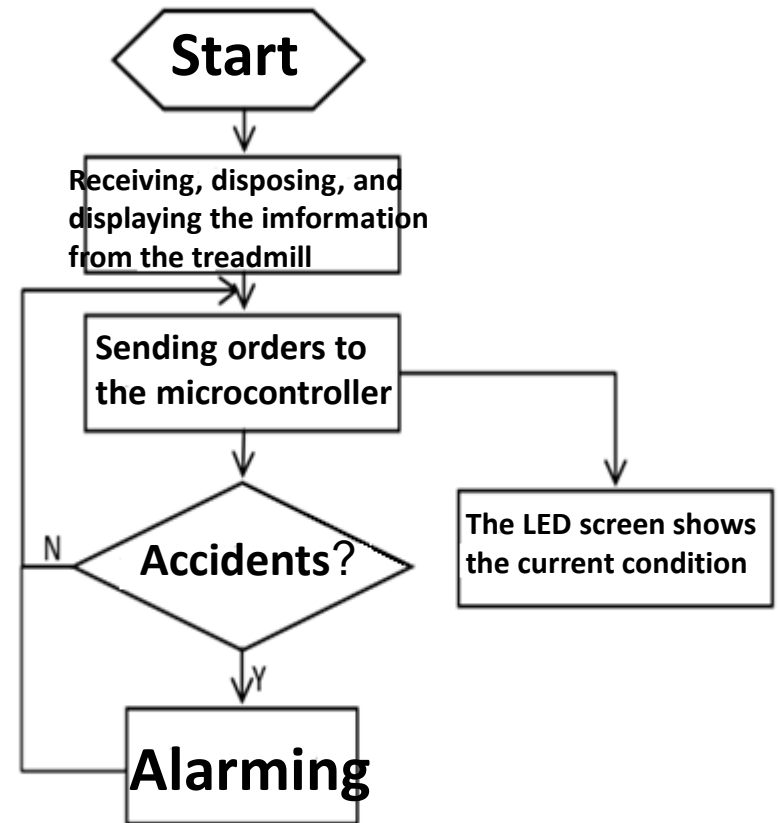 Start
Receiving, disposing, and
displaying the imformation
from the treadmill
Sending orders to
the microcontroller
The LED screen shows
the current condition
N
Accidents?
Y
Alarming